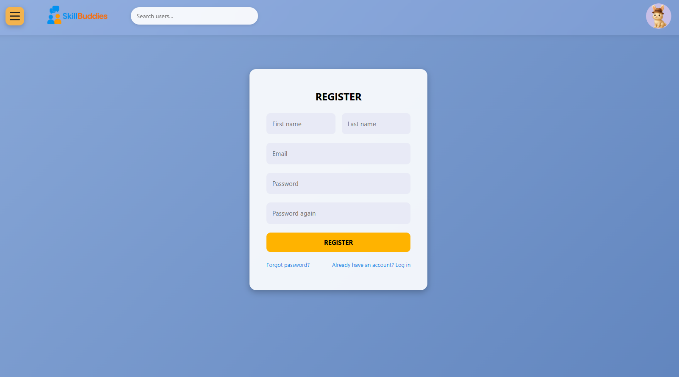 SkillBuddies
Search users...
REGISTER
First name
Last name
Email
Password
Password again
REGISTER
Forgot password?
Already have an account? Log in